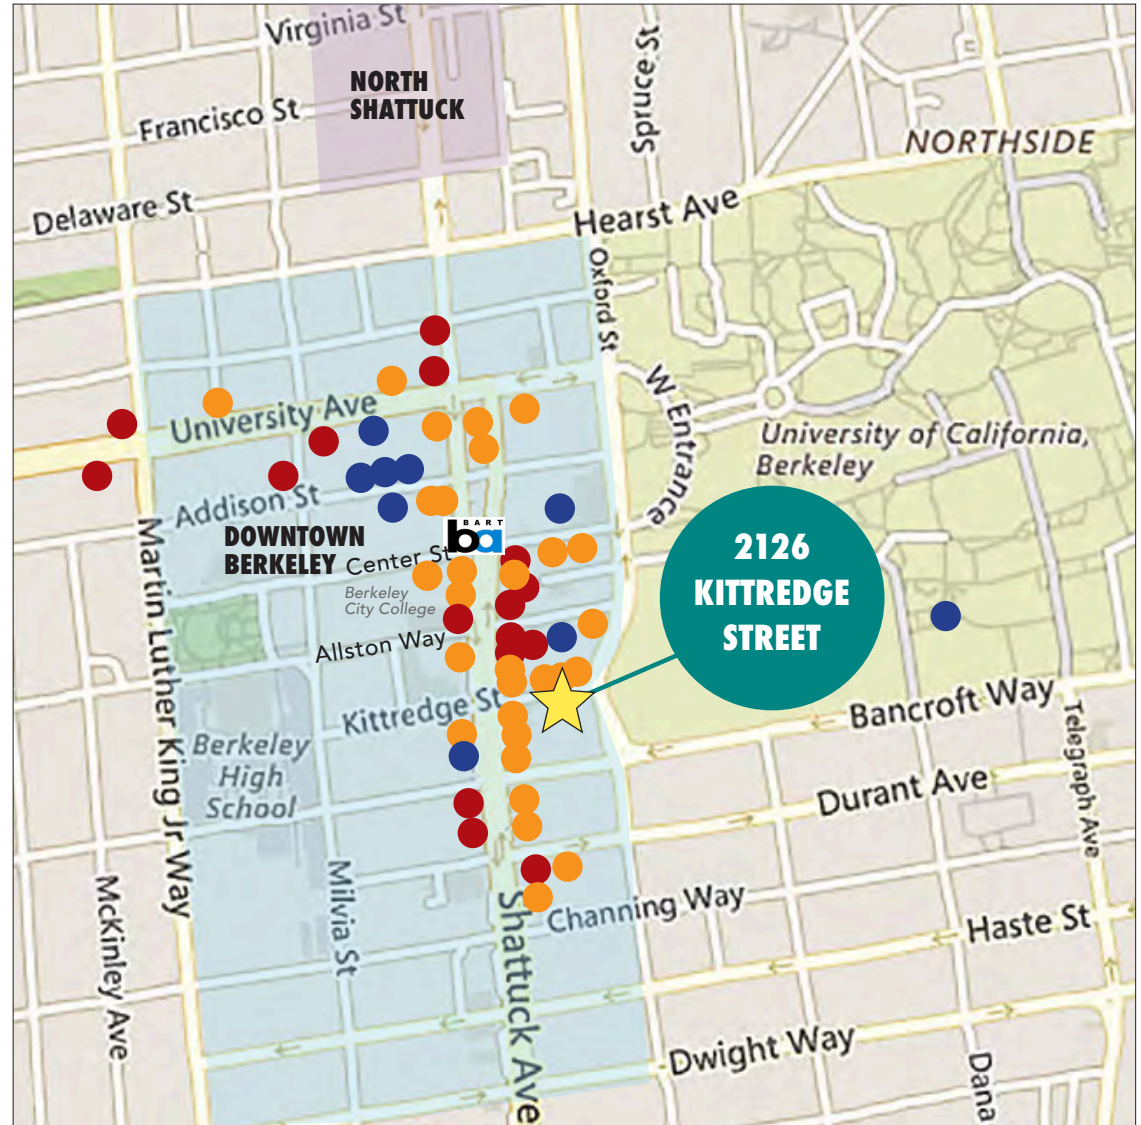 Virginia St
NORTH
SHATTUCK
Francisco St
Spruce St
NORTHSIDE
Delaware St
Hearst Ave
Oxford St
University Ave
W Entrance
University of California,
Berkeley
Addison St
BART
ba
DOWNTOWN
BERKELEY
Center St
Berkeley
City College
2126
KITTREDGE
STREET
Martin Luther King Jr Way
Allston Way
Kittredge St
Bancroft Way
Telegraph Ave
Berkeley
High
School
Durant Ave
McKinley Ave
Milvia St
Shattuck Ave
Channing Way
Haste St
Dwight Way
Dana